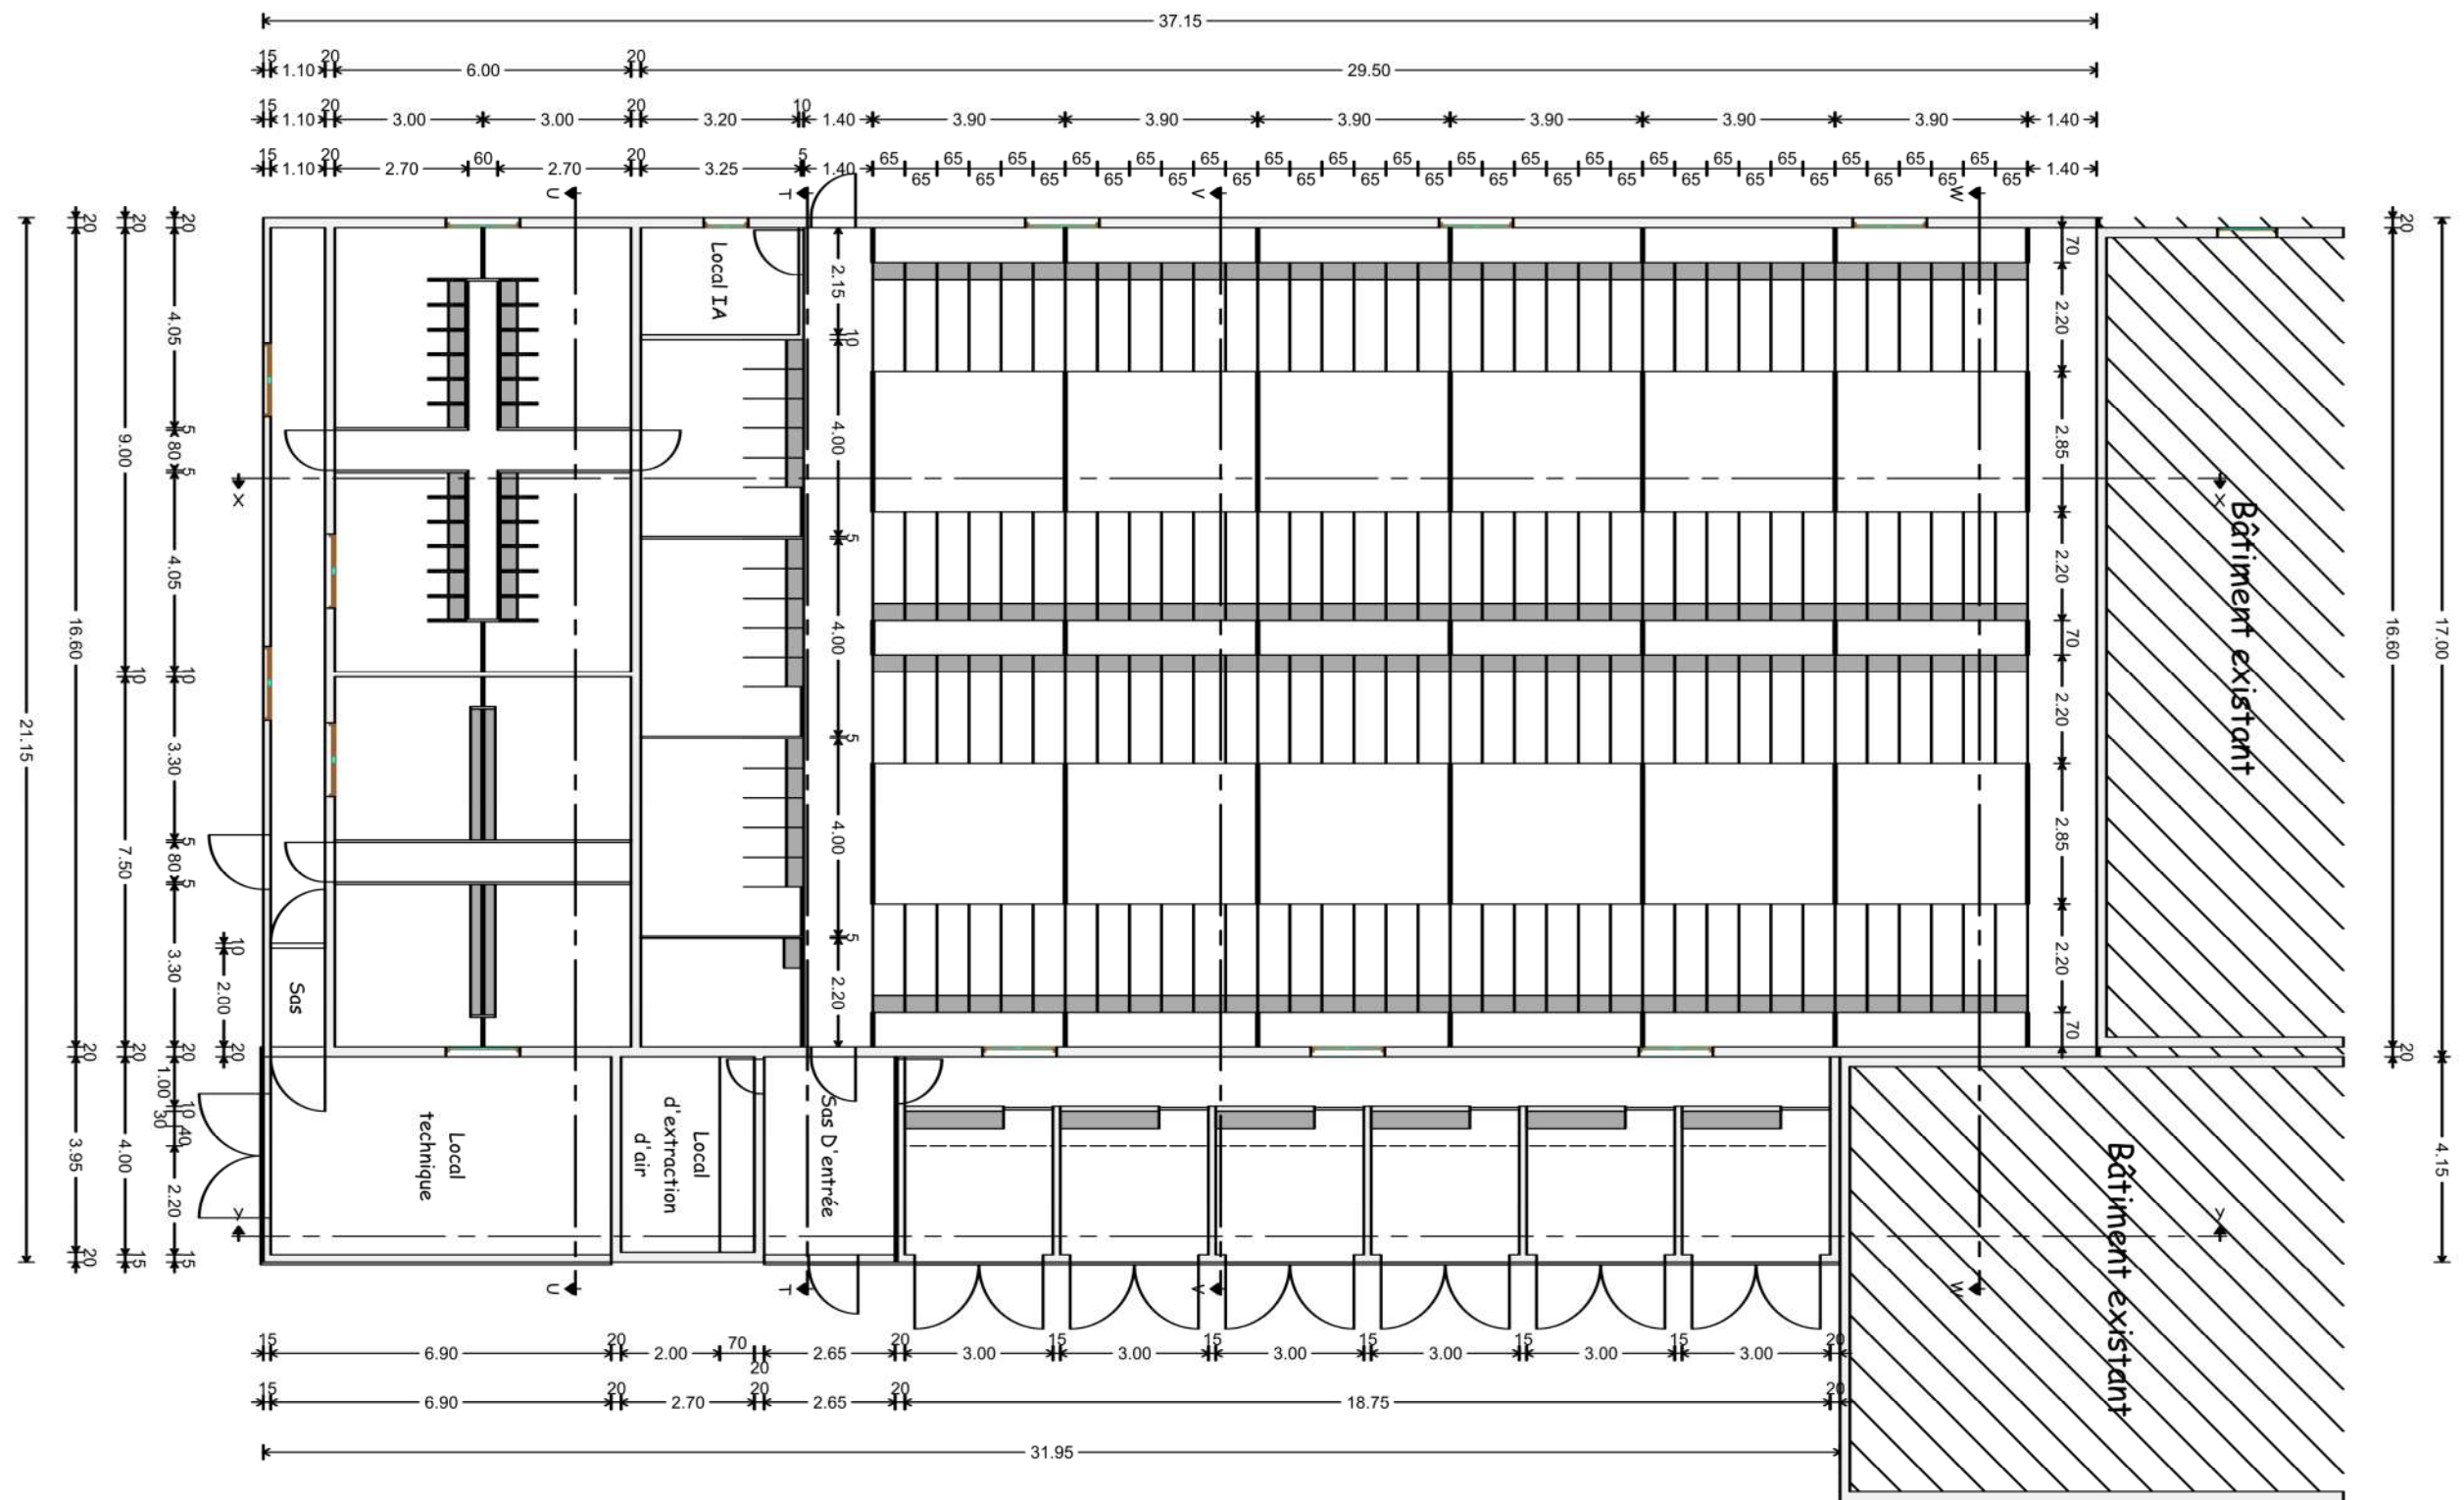 37.15
15 1.10 20 6.00 20 29.50
15 1.10 20 3.00 3.00 20 3.20 10 1.40 3.90 3.90 3.90 3.90 3.90 3.90 1.40
15 1.10 20 2.70 60 2.70 20 3.25 5 1.40 65 65 65 65 65 65 65 65 65 65 65 65 65 65 65 65 65 65 65 65 65 65 65 65 65 65 65 65 65 65 65 65 65 65 65 65 1.40
U T V W
21.15
20 16.60 20 3.95 20
20 9.00 10 7.50 20 4.00 15
20 4.05 5 80 5 4.05 10 3.30 5 80 5 3.30 20 1.00 10 30 40 2.20 15
10 2.00 20
X X
Y Y
Local IA
2.15 10 4.00 5 4.00 5 4.00 5 2.20
70 2.20 2.85 2.20 70 2.20 2.85 2.20 70
20 16.60 20
17.00 4.15
Bâtiment existant
Bâtiment existant
Sas
Local
technique
Local
d'extraction
d'air
Sas D'entrée
U T V W
15 6.90 20 2.00 70 20 2.65 20 3.00 15 3.00 15 3.00 15 3.00 15 3.00 15 3.00 20
15 6.90 20 2.70 20 2.65 20 18.75 20
31.95